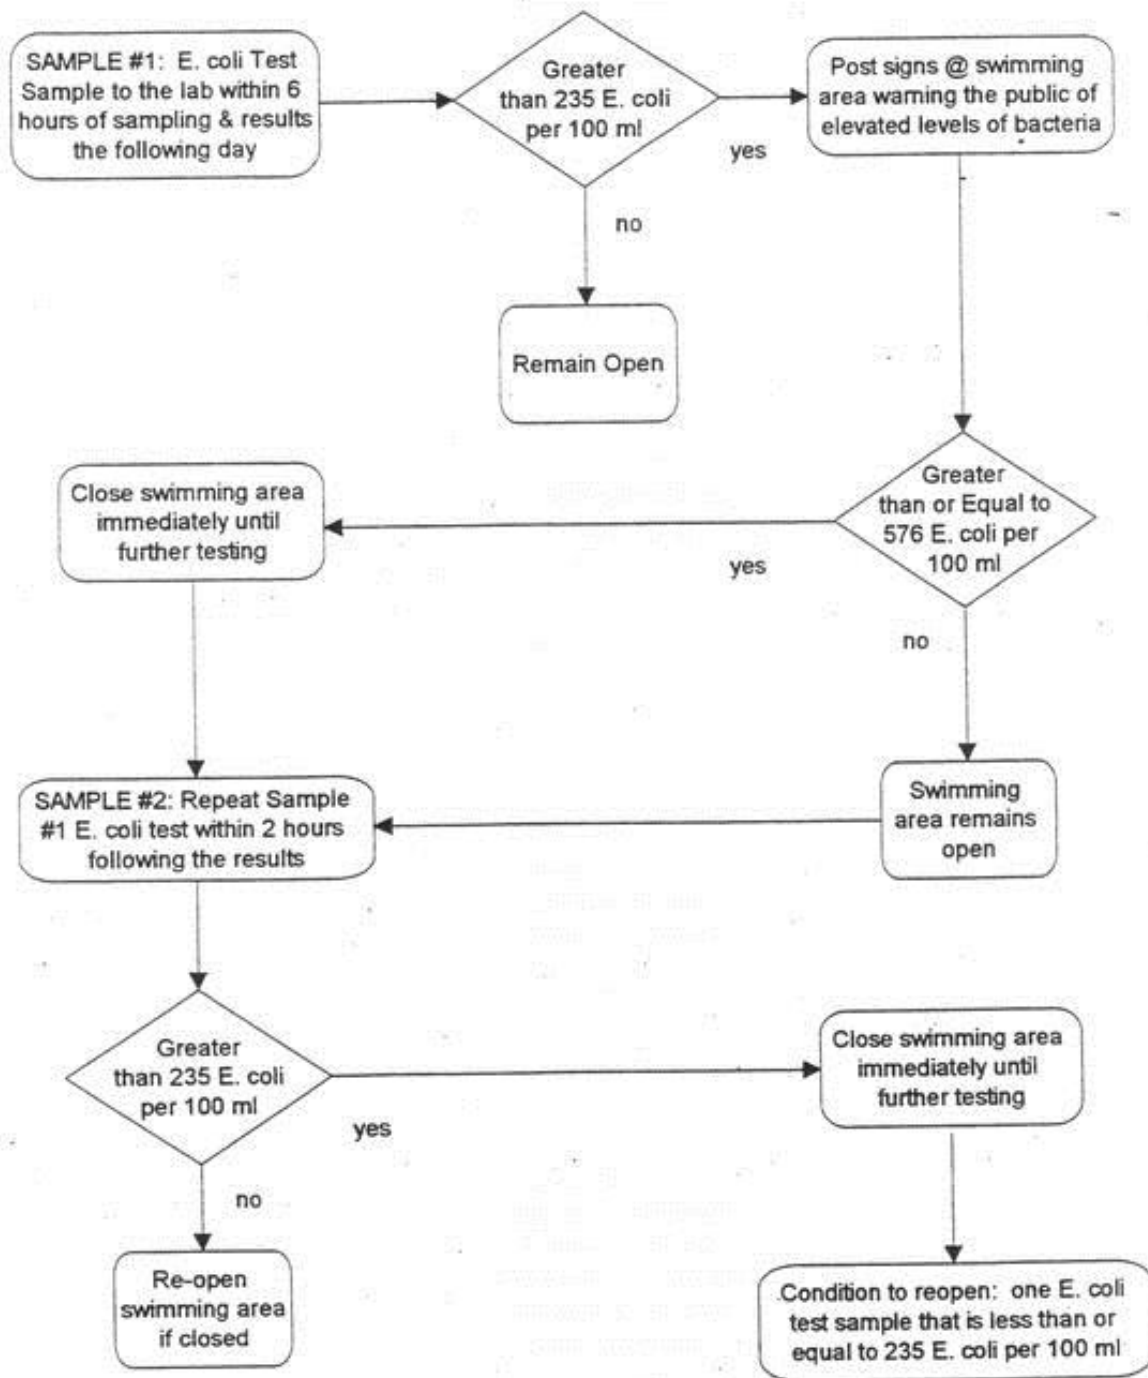 SAMPLE #1: E. coli Test
Sample to the lab within 6
hours of sampling & results
the following day
Greater
than 235 E. coli
per 100 ml
yes
Post signs @ swimming
area warning the public of
elevated levels of bacteria
no
Remain Open
Greater
than or Equal to
576 E. coli per
100 ml
yes
Close swimming area
immediately until
further testing
no
Swimming
area remains
open
SAMPLE #2: Repeat Sample
#1 E. coli test within 2 hours
following the results
Greater
than 235 E. coli
per 100 ml
yes
Close swimming area
immediately until
further testing
no
Re-open
swimming area
if closed
Condition to reopen: one E. coli
test sample that is less than or
equal to 235 E. coli per 100 ml